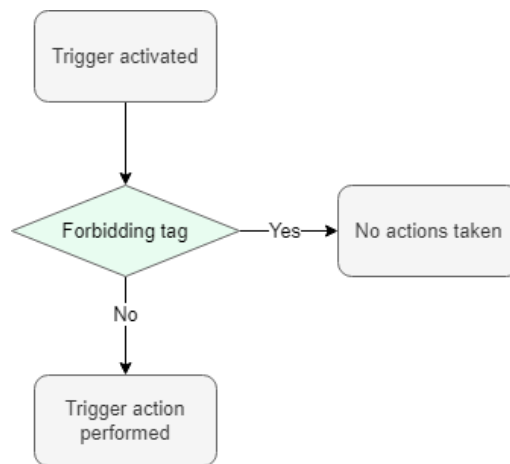 Trigger activated
Forbidding tag
Yes
No actions taken
No
Trigger action
performed